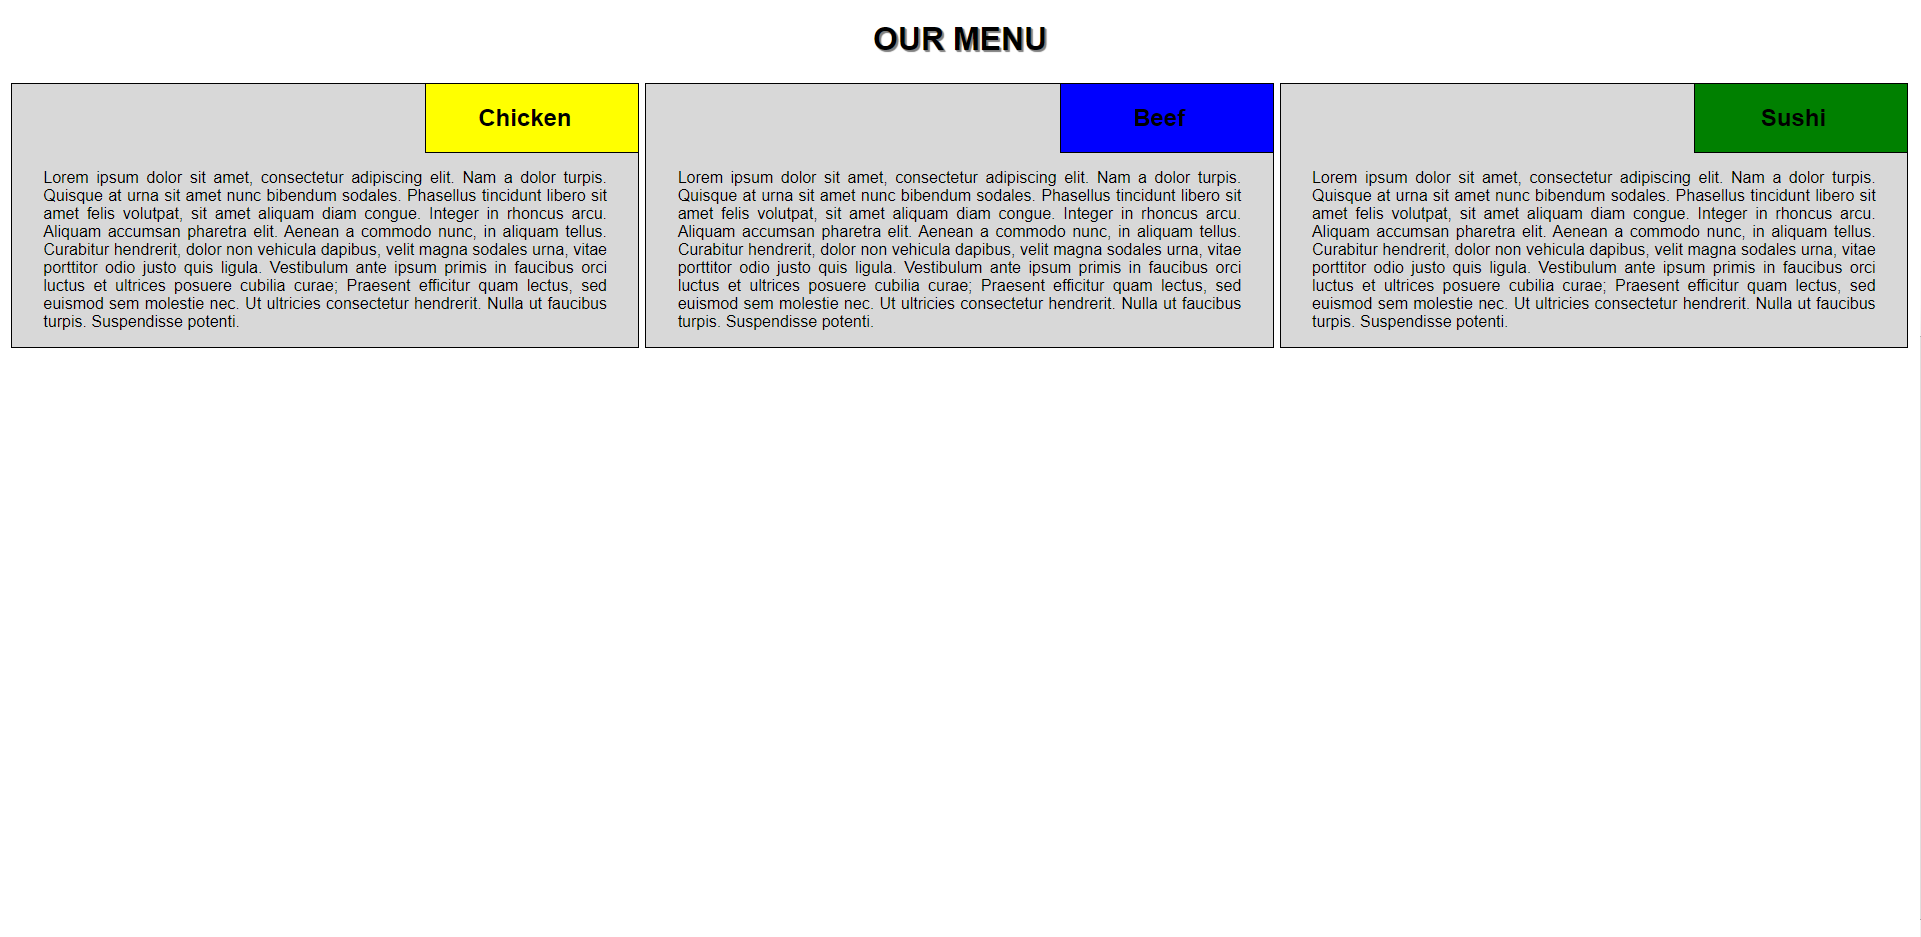 OUR MENU
Chicken
Lorem ipsum dolor sit amet, consectetur adipiscing elit. Nam a dolor turpis.
Quisque at urna sit amet nunc bibendum sodales. Phasellus tincidunt libero sit
amet felis volutpat, sit amet aliquam diam congue. Integer in rhoncus arcu.
Aliquam accumsan pharetra elit. Aenean a commodo nunc, in aliquam tellus.
Curabitur hendrerit, dolor non vehicula dapibus, velit magna sodales urna, vitae
porttitor odio justo quis ligula. Vestibulum ante ipsum primis in faucibus orci
luctus et ultrices posuere cubilia curae; Praesent efficitur quam lectus, sed
euismod sem molestie nec. Ut ultricies consectetur hendrerit. Nulla ut faucibus
turpis. Suspendisse potenti.
Beef
Lorem ipsum dolor sit amet, consectetur adipiscing elit. Nam a dolor turpis.
Quisque at urna sit amet nunc bibendum sodales. Phasellus tincidunt libero sit
amet felis volutpat, sit amet aliquam diam congue. Integer in rhoncus arcu.
Aliquam accumsan pharetra elit. Aenean a commodo nunc, in aliquam tellus.
Curabitur hendrerit, dolor non vehicula dapibus, velit magna sodales urna, vitae
porttitor odio justo quis ligula. Vestibulum ante ipsum primis in faucibus orci
luctus et ultrices posuere cubilia curae; Praesent efficitur quam lectus, sed
euismod sem molestie nec. Ut ultricies consectetur hendrerit. Nulla ut faucibus
turpis. Suspendisse potenti.
Sushi
Lorem ipsum dolor sit amet, consectetur adipiscing elit. Nam a dolor turpis.
Quisque at urna sit amet nunc bibendum sodales. Phasellus tincidunt libero sit
amet felis volutpat, sit amet aliquam diam congue. Integer in rhoncus arcu.
Aliquam accumsan pharetra elit. Aenean a commodo nunc, in aliquam tellus.
Curabitur hendrerit, dolor non vehicula dapibus, velit magna sodales urna, vitae
porttitor odio justo quis ligula. Vestibulum ante ipsum primis in faucibus orci
luctus et ultrices posuere cubilia curae; Praesent efficitur quam lectus, sed
euismod sem molestie nec. Ut ultricies consectetur hendrerit. Nulla ut faucibus
turpis. Suspendisse potenti.